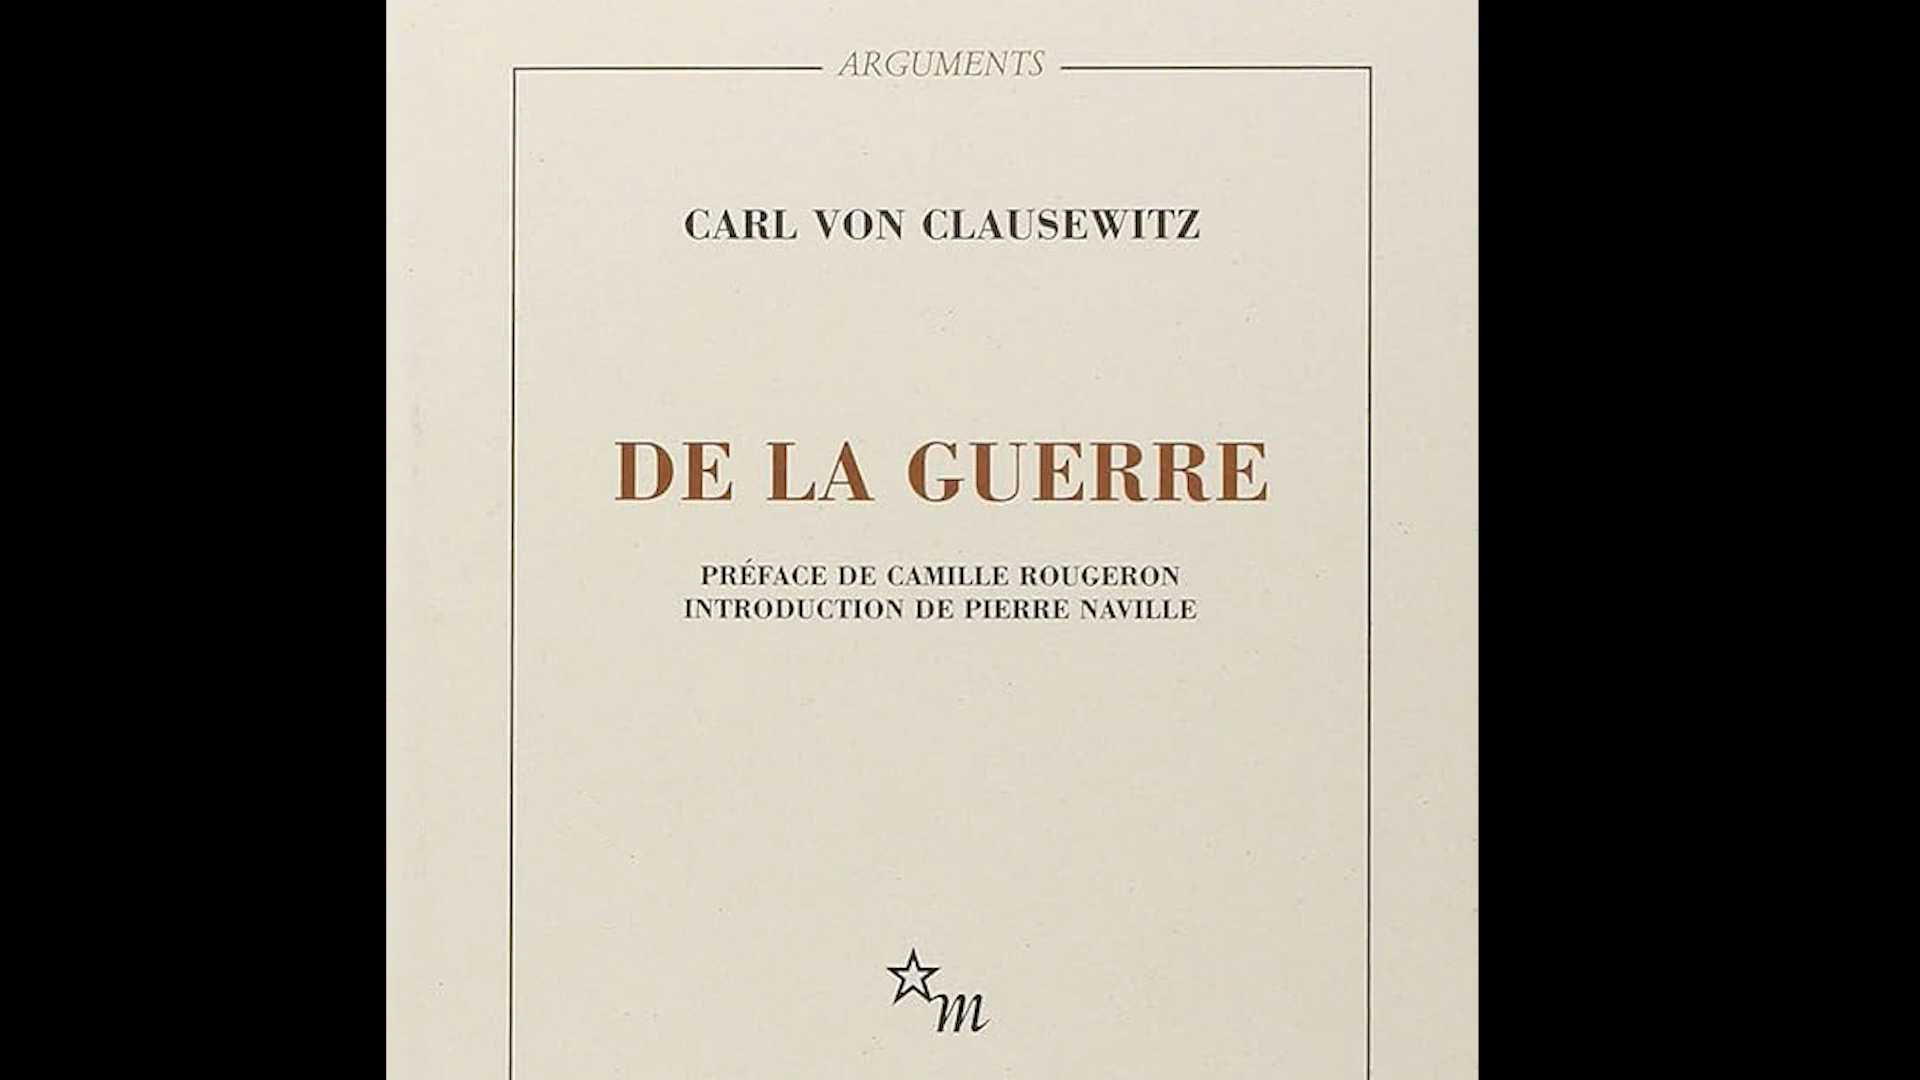 ARGUMENTS
CARL VON CLAUSEWITZ
DE LA GUERRE
PRÉFACE DE CAMILLE ROUGERON
INTRODUCTION DE PIERRE NAVILLE
m